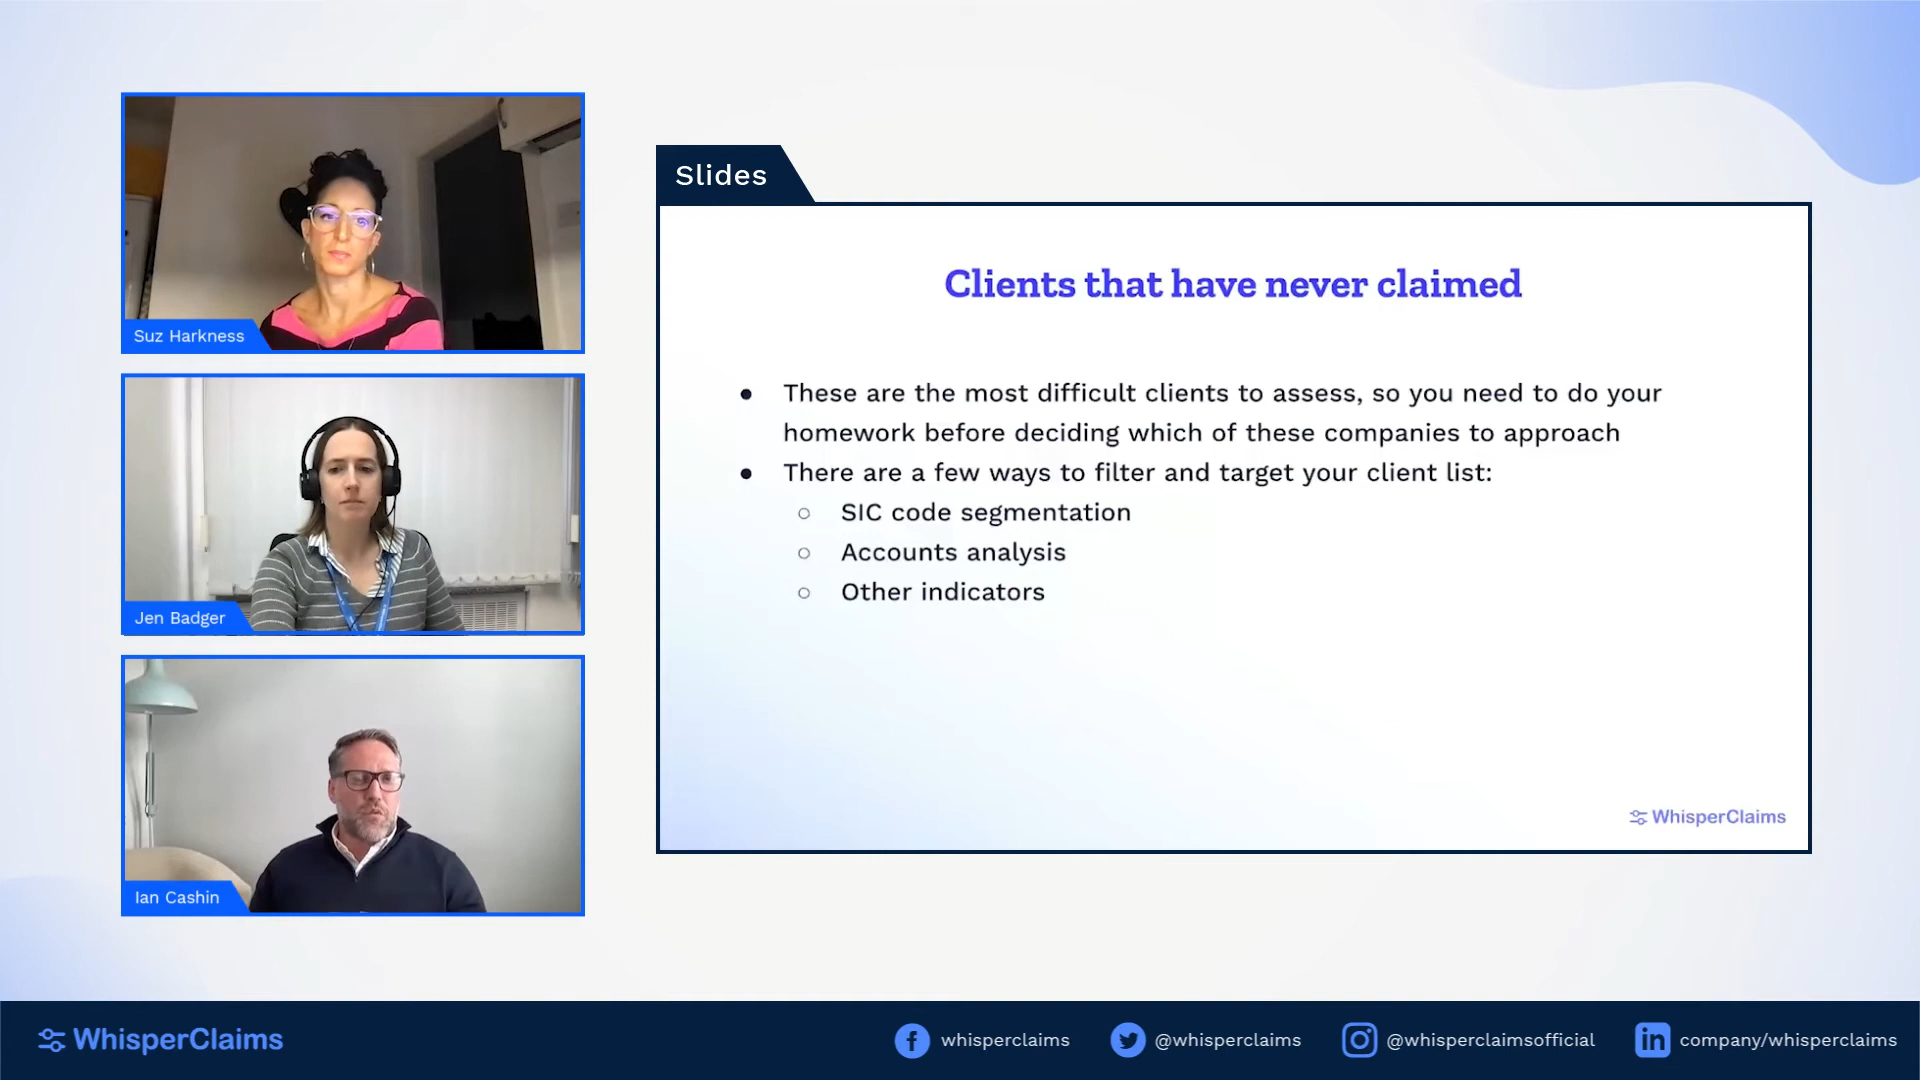 Suz Harkness
Jen Badger
Ian Cashin
Slides
Clients that have never claimed
● These are the most difficult clients to assess, so you need to do your
homework before deciding which of these companies to approach
● There are a few ways to filter and target your client list:
○ SIC code segmentation
○ Accounts analysis
○ Other indicators
WhisperClaims
WhisperClaims
whisperclaims
@whisperclaims
@whisperclaimsofficial
company/whisperclaims